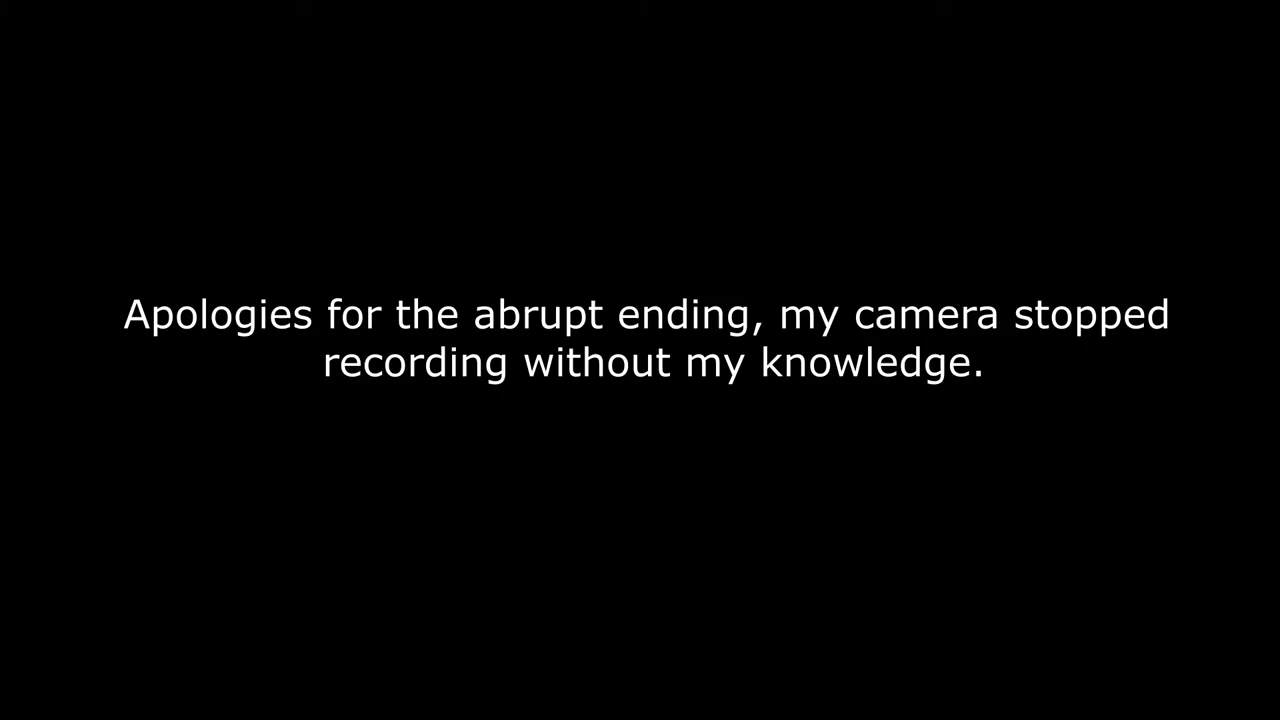 Apologies for the abrupt ending, my camera stopped
recording without my knowledge.